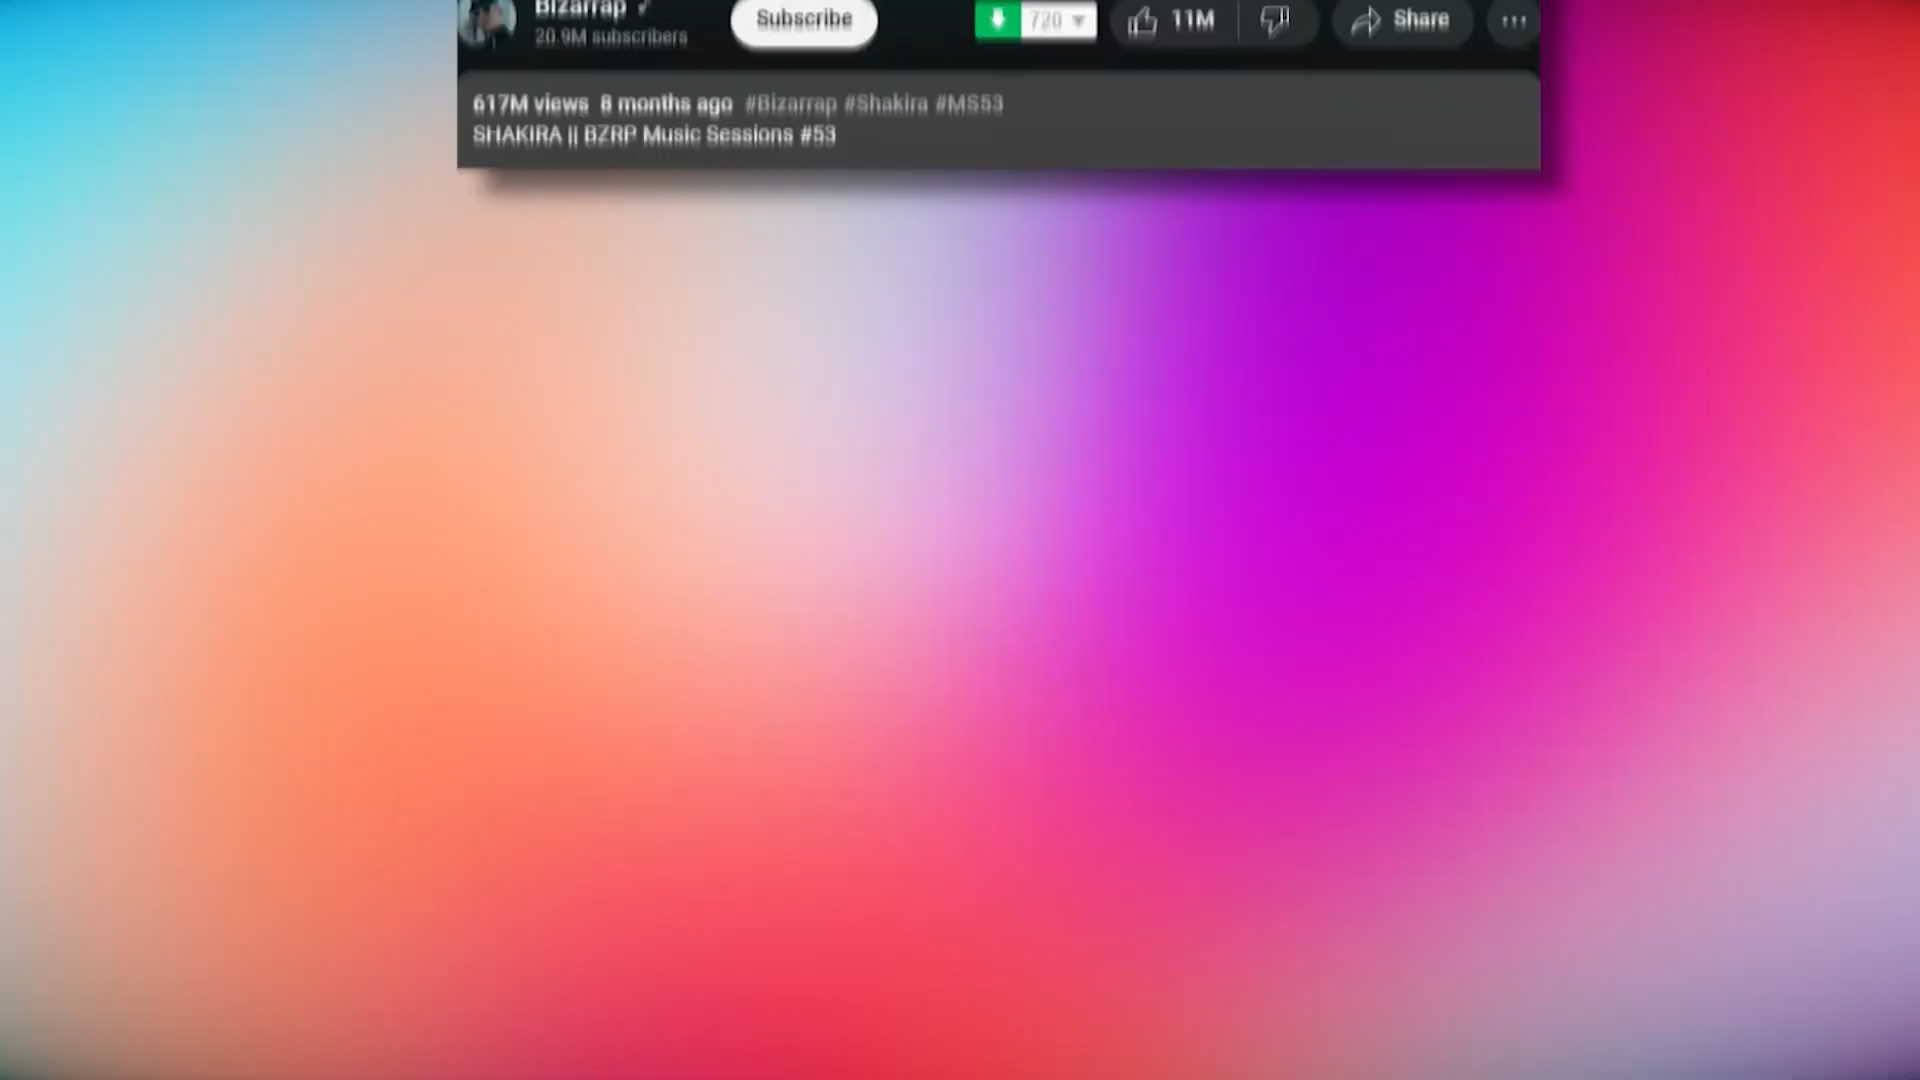 Bizarrap
20.9M subscribers
Subscribe
720
11M
Share
617M views 8 months ago #Bizarrap #Shakira #MS53
SHAKIRA || BZRP Music Sessions #53